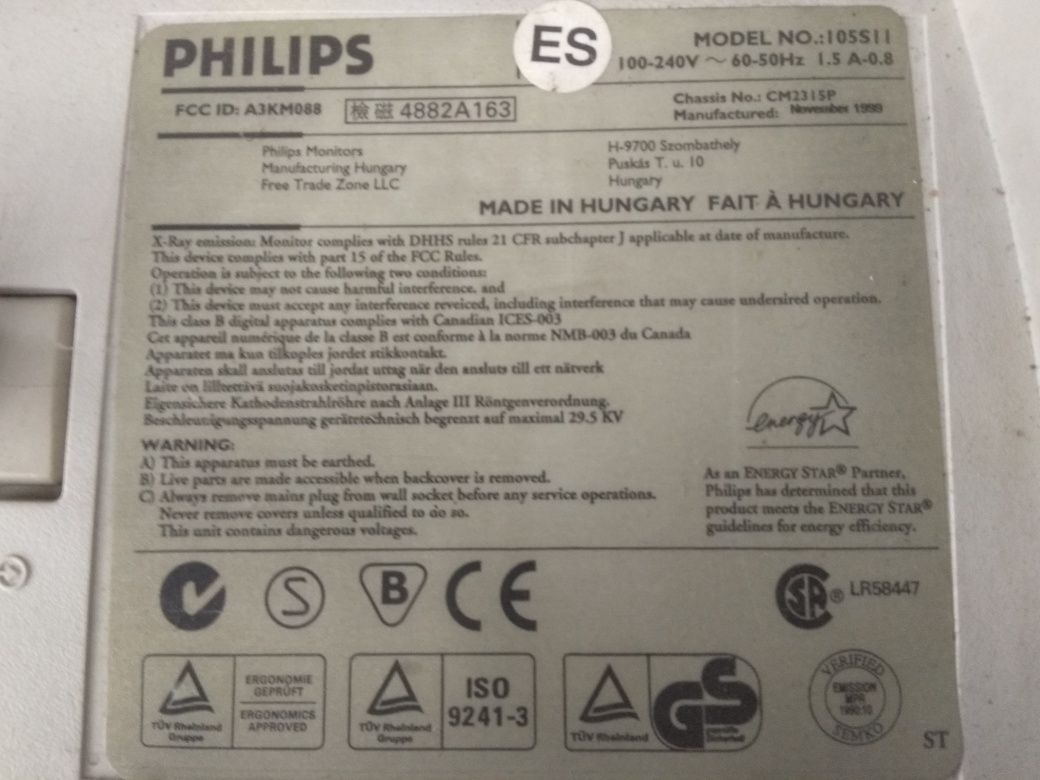 PHILIPS
ES
MODEL NO.:105S11
100-240V ~ 60-50Hz 1.5 A-0.8
FCC ID: A3KM088 檢磁 4882A163
Chassis No.: CM2315P
Manufactured: November 1999
Philips Monitors
Manufacturing Hungary
Free Trade Zone LLC
H-9700 Szombathely
Puskás T. u. 10
Hungary
MADE IN HUNGARY FAIT À HUNGARY
X-Ray emission: Monitor complies with DHHS rules 21 CFR subchapter J applicable at date of manufacture.
This device complies with part 15 of the FCC Rules.
Operation is subject to the following two conditions:
(1) This device may not cause harmful interference. and
(2) This device must accept any interference reveiced, including interference that may cause undersired operation.
This class B digital apparatus complies with Canadian ICES-003
Cet appareil numérique de la classe B est conforme à la norme NMB-003 du Canada
Apparatet ma kun tilkoples jordet stikkontakt.
Apparaten skall anslutas till jordat uttag när den ansluts till ett nätverk
Laite on liitettävä suojakosketinpistorasiaan.
Eigensichere Kathodenstrahlröhre nach Anlage III Röntgenverordnung.
Beschleunigungsspannung gerätetechnisch begrenzt auf maximal 29.5 KV
WARNING:
A) This apparatus must be earthed.
B) Live parts are made accessible when backcover is removed.
C) Always remove mains plug from wall socket before any service operations.
Never remove covers unless qualified to do so.
This unit contains dangerous voltages.
energy
As an ENERGY STAR® Partner,
Philips has determined that this
product meets the ENERGY STAR®
guidelines for energy efficiency.
S B CE SA ® LR58447
TÜV Rheinland
Gruppe
ERGONOMIE
GEPRÜFT
ERGONOMICS
APPROVED
TÜV Rheinland
Gruppe
ISO
9241-3
TÜV Rheinland
GS
geprüfte
Sicherheit
VERIFIED
EMISSION
MPR
1990:10
SEMKO
ST